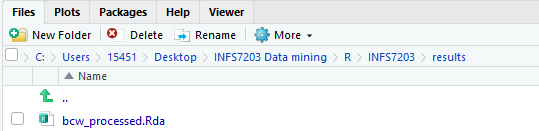 Files Plots Packages Help Viewer
New Folder Delete Rename More
C: Users 15451 Desktop INFS7203 Data mining R INFS7203 results
Name
..
bcw_processed.Rda